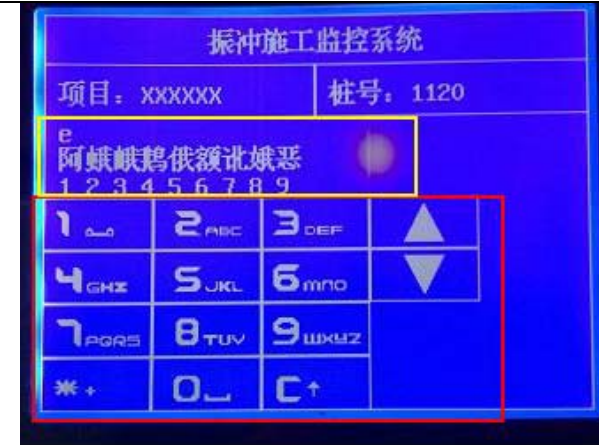 振冲施工监控系统
项目：XXXXXX
桩号：1120
e
阿蛾峨鹅俄额讹娥恶
1 2 3 4 5 6 7 8 9
1
2 ABC
3 DEF
4 GHI
5 JKL
6 MNO
7 PQRS
8 TUV
9 WXYZ
* +
0
C ↑